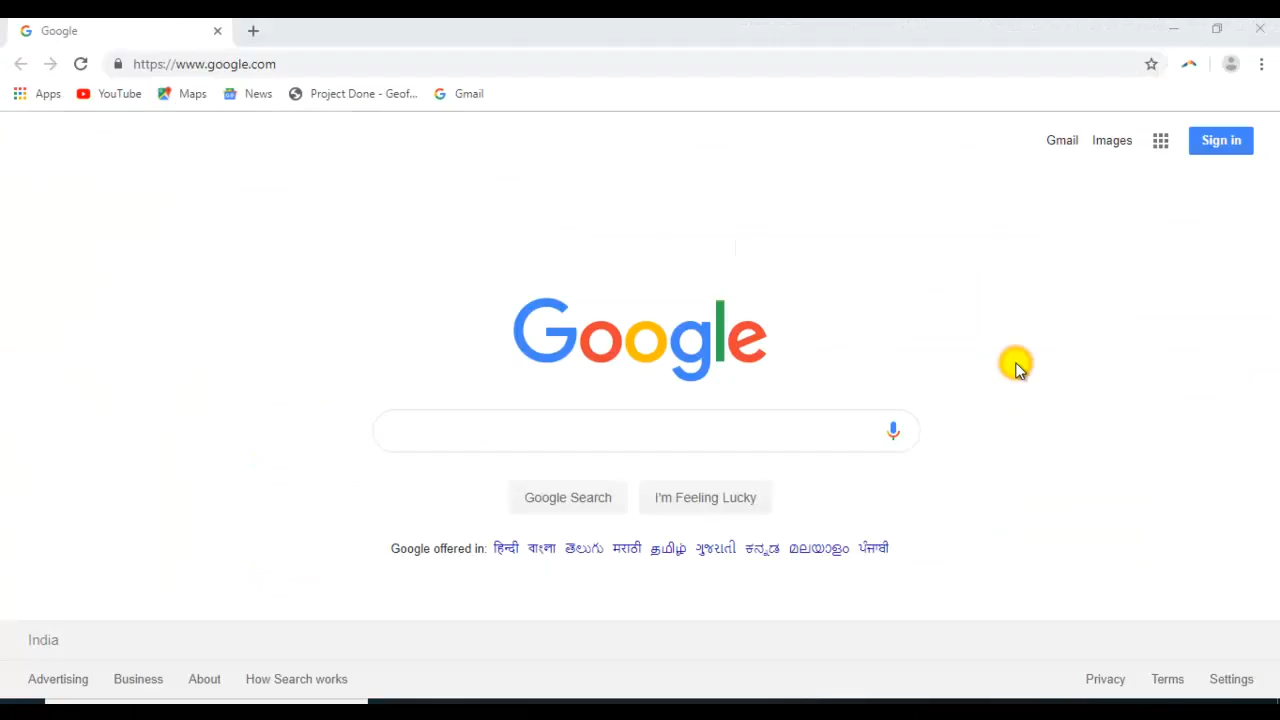 Google
https://www.google.com
Apps YouTube Maps News Project Done - Geof... Gmail
Gmail Images Sign in
Google
Google Search I'm Feeling Lucky
Google offered in: हिन्दी বাংলা తెలుగు मराठी தமிழ் ગુજરાતી ಕನ್ನಡ മലയാളം ਪੰਜਾਬੀ
India
Advertising Business About How Search works Privacy Terms Settings